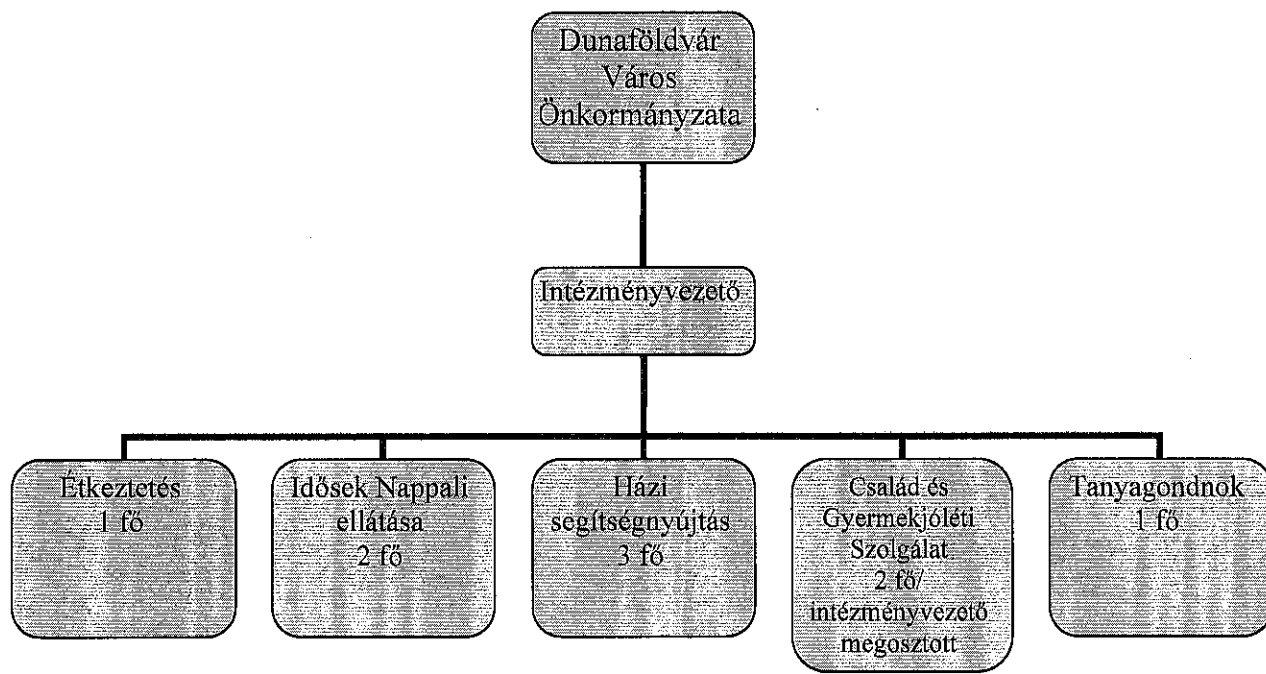 Dunaföldvár
Város
Önkormányzata
Intézményvezető
Étkeztetés
1 fő
Idősek Nappali
ellátása
2 fő
Házi
segítségnyújtás
3 fő
Család és
Gyermekjóléti
Szolgálat
2 fő/
intézményvezető
megosztott
Tanyagondnok
1 fő